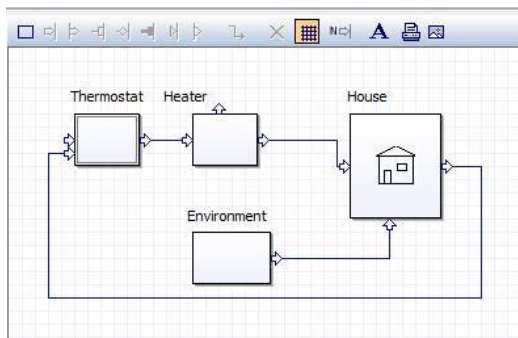 N
A
Thermostat
Heater
House
Environment